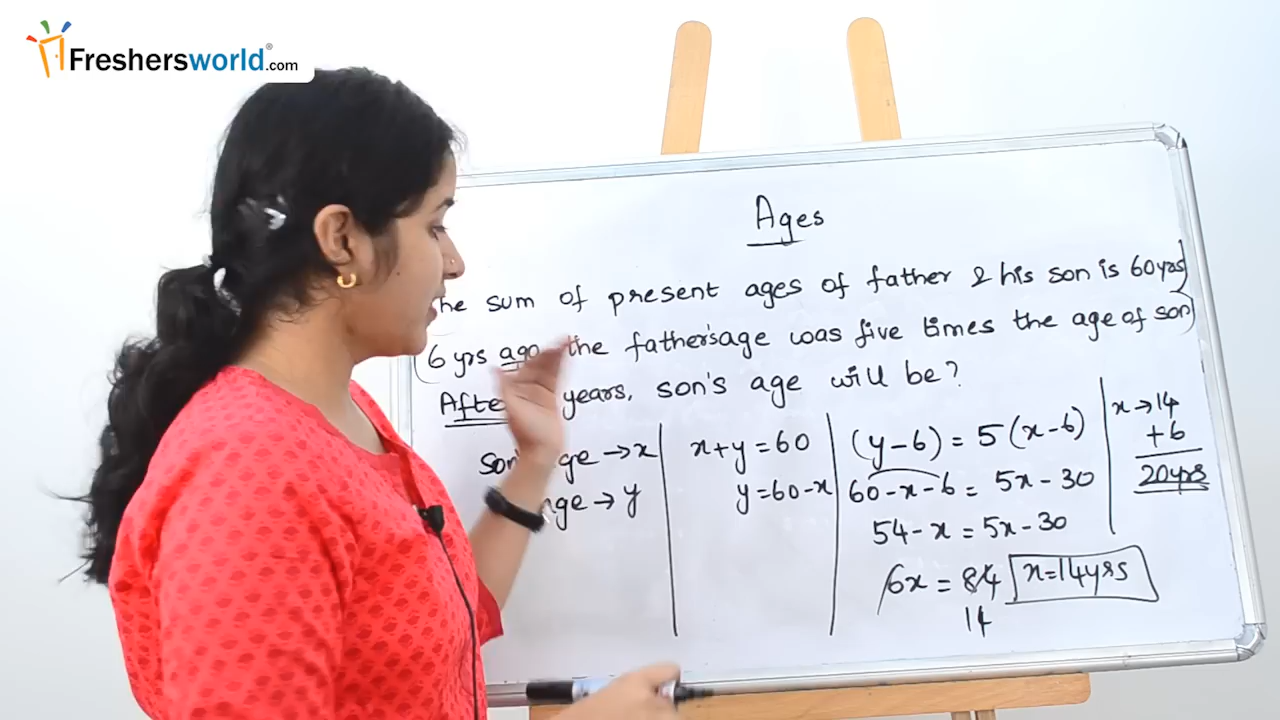 Freshersworld.com
Ages
he sum of present ages of father & his son is 60yrs
(6 yrs ago the father's age was five times the age of son)
After years, son's age will be?
son's age → x
age → y
x+y=60
y=60-x
(y-6) = 5(x-6)
60-x-6 = 5x-30
54-x = 5x-30
6x = 84
14
x=14yrs
x→14
+6
20yrs